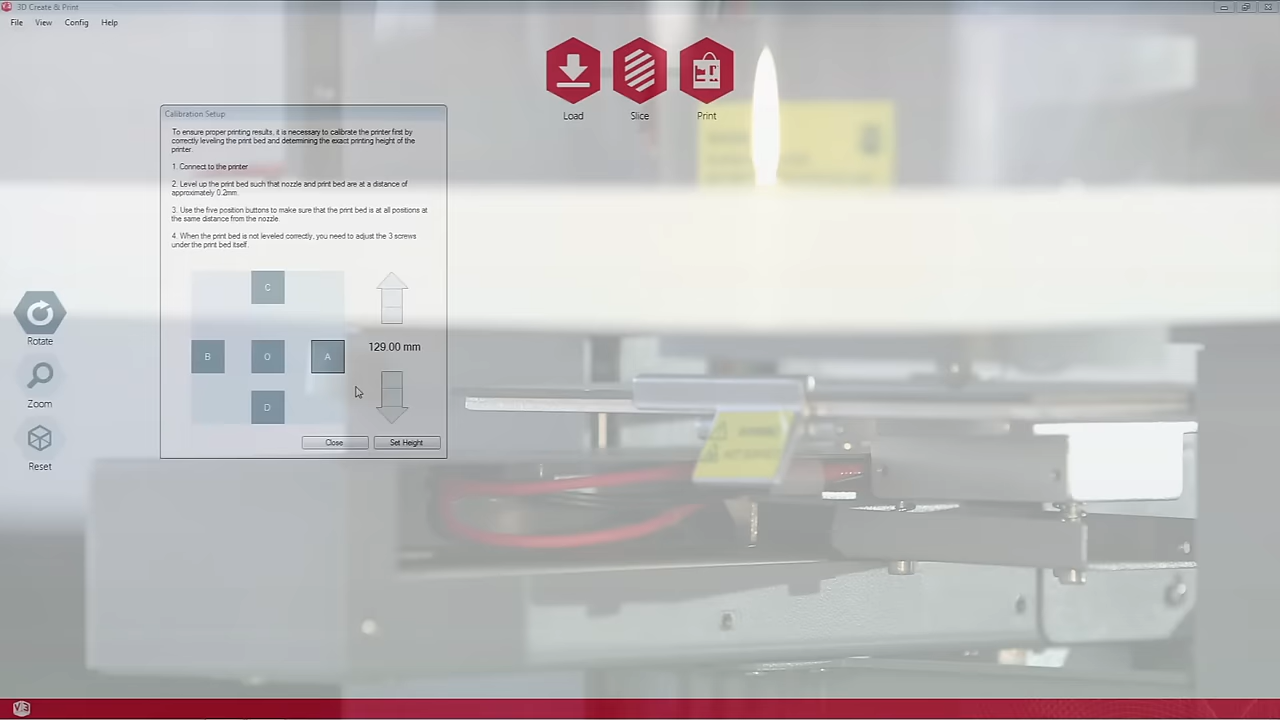 3D Create & Print
File View Config Help
Load Slice Print
Calibration Setup
To ensure proper printing results, it is necessary to calibrate the printer first by
correctly leveling the print bed and determining the exact printing height of the
printer.
1. Connect to the printer
2. Level up the print bed such that nozzle and print bed are at a distance of
approximately 0.2mm.
3. Use the five position buttons to make sure that the print bed is at all positions at
the same distance from the nozzle.
4. When the print bed is not leveled correctly, you need to adjust the 3 screws
under the print bed itself.
C
B O A
129.00 mm
D
Close Set Height
Rotate
Zoom
Reset